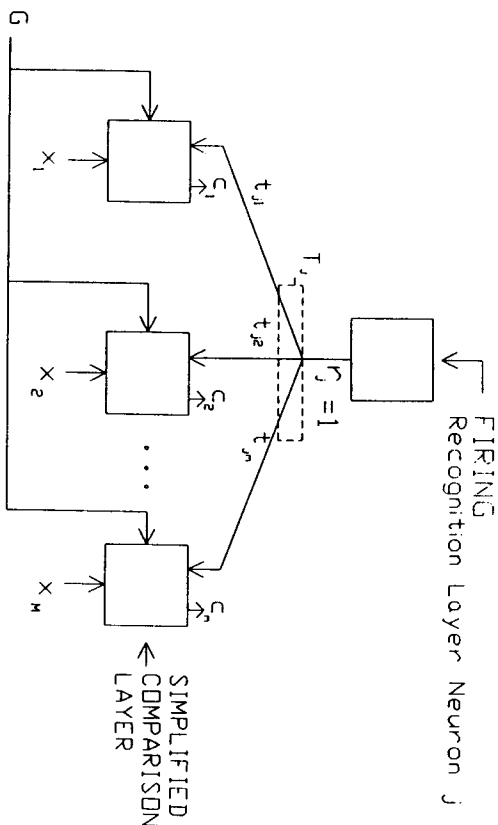 FIRING
Recognition Layer Neuron j
r_j =1
T_j
t_j1 t_j2 t_jn
C_1 C_2 . . . . C_n
SIMPLIFIED
COMPARISON
LAYER
X_1 X_2 X_M
G